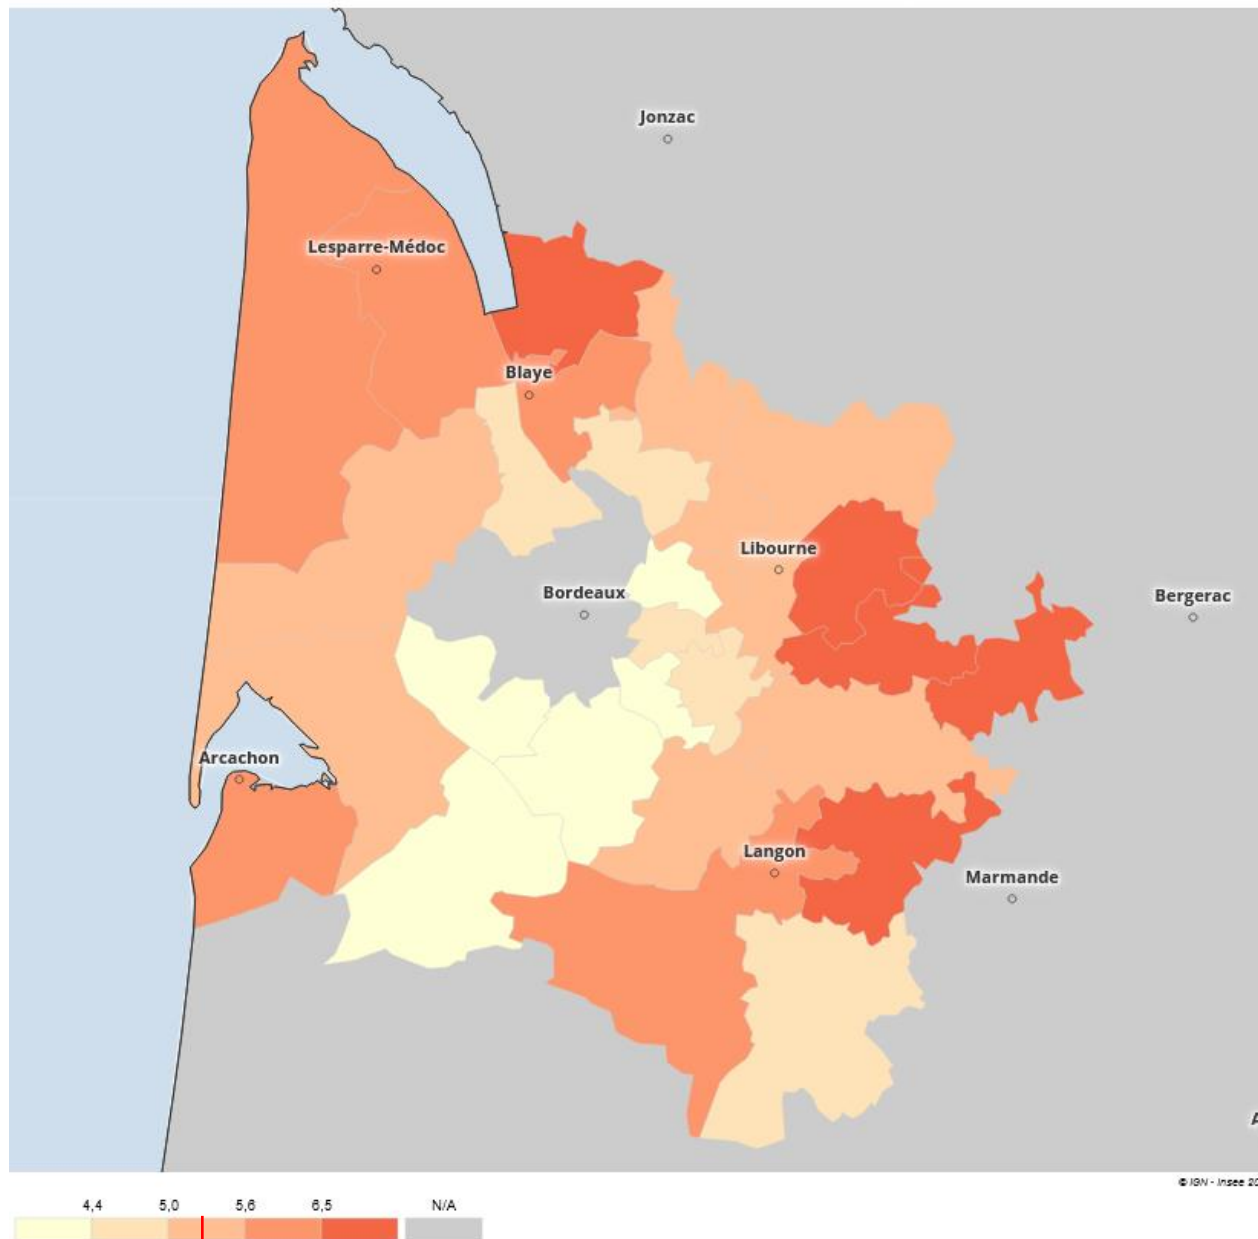 Jonzac
Lesparre-Médoc
Blaye
Libourne
Bordeaux
Bergerac
Arcachon
Langon
Marmande
© IGN - Insee 20
4,4 5,0 5,6 6,5 N/A